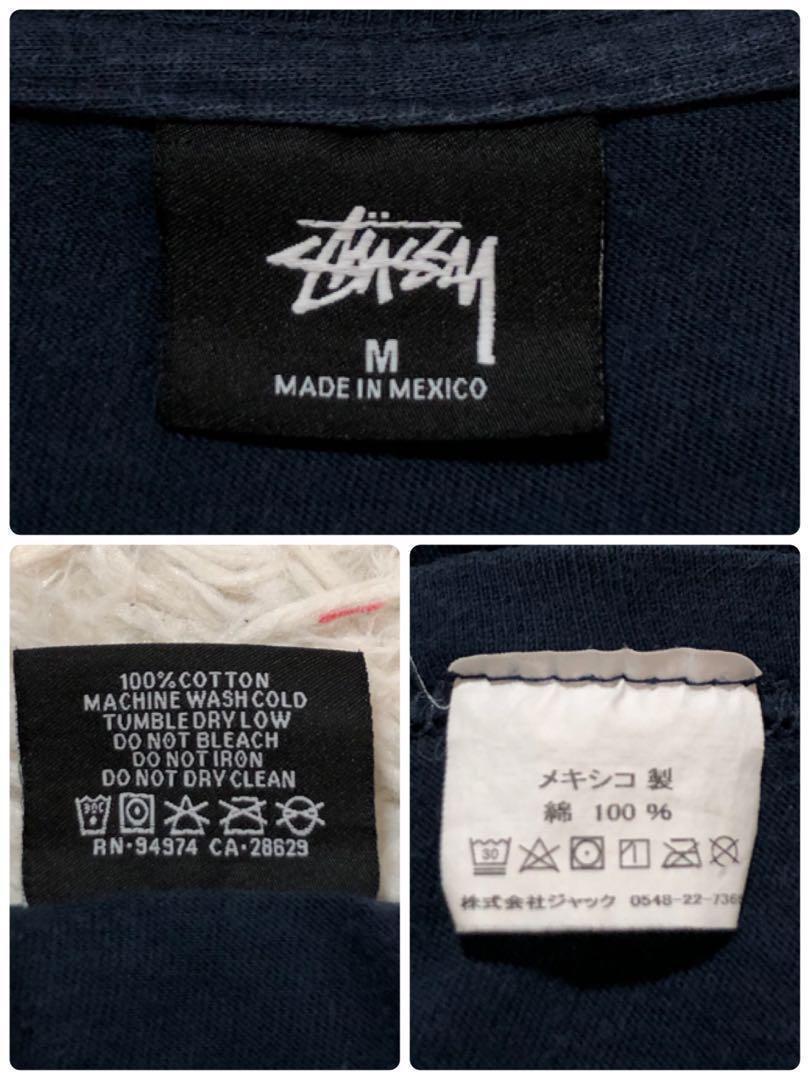 STÜSSY
M
MADE IN MEXICO
100% COTTON
MACHINE WASH COLD
TUMBLE DRY LOW
DO NOT BLEACH
DO NOT IRON
DO NOT DRY CLEAN
30C
RN·94974 CA·28629
メキシコ 製
綿 100 %
30
株式会社ジャック 0548-22-736